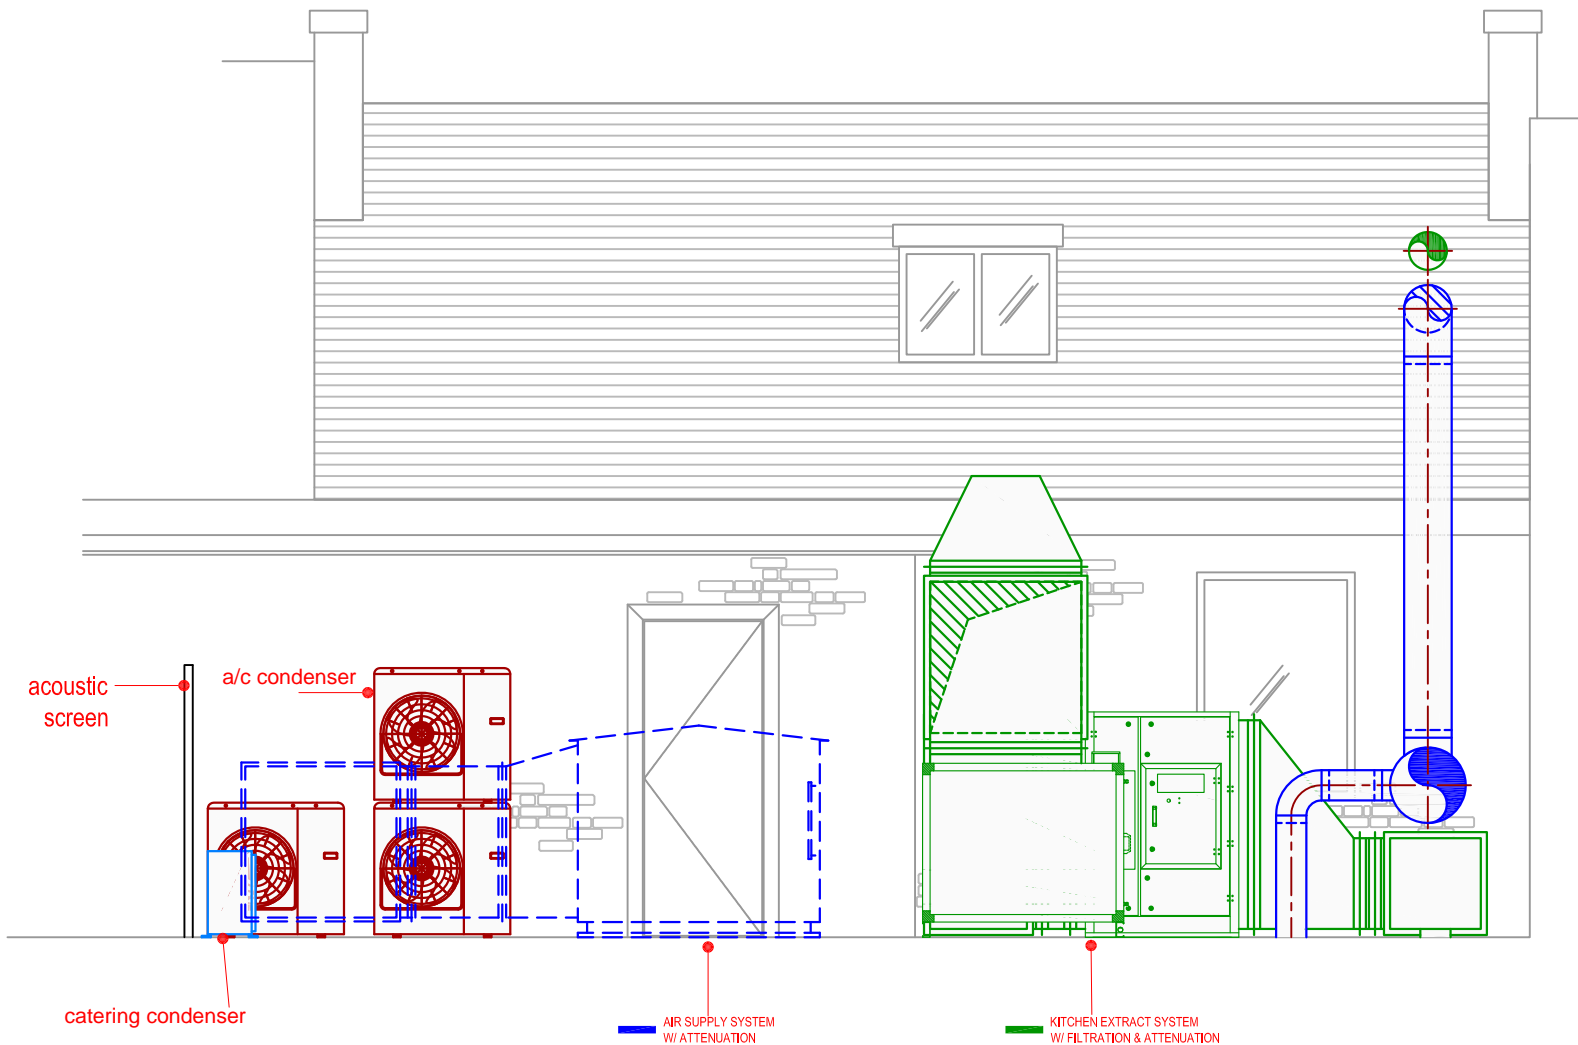 acoustic
screen
a/c condenser
catering condenser
AIR SUPPLY SYSTEM
W/ ATTENUATION
KITCHEN EXTRACT SYSTEM
W/ FILTRATION & ATTENUATION